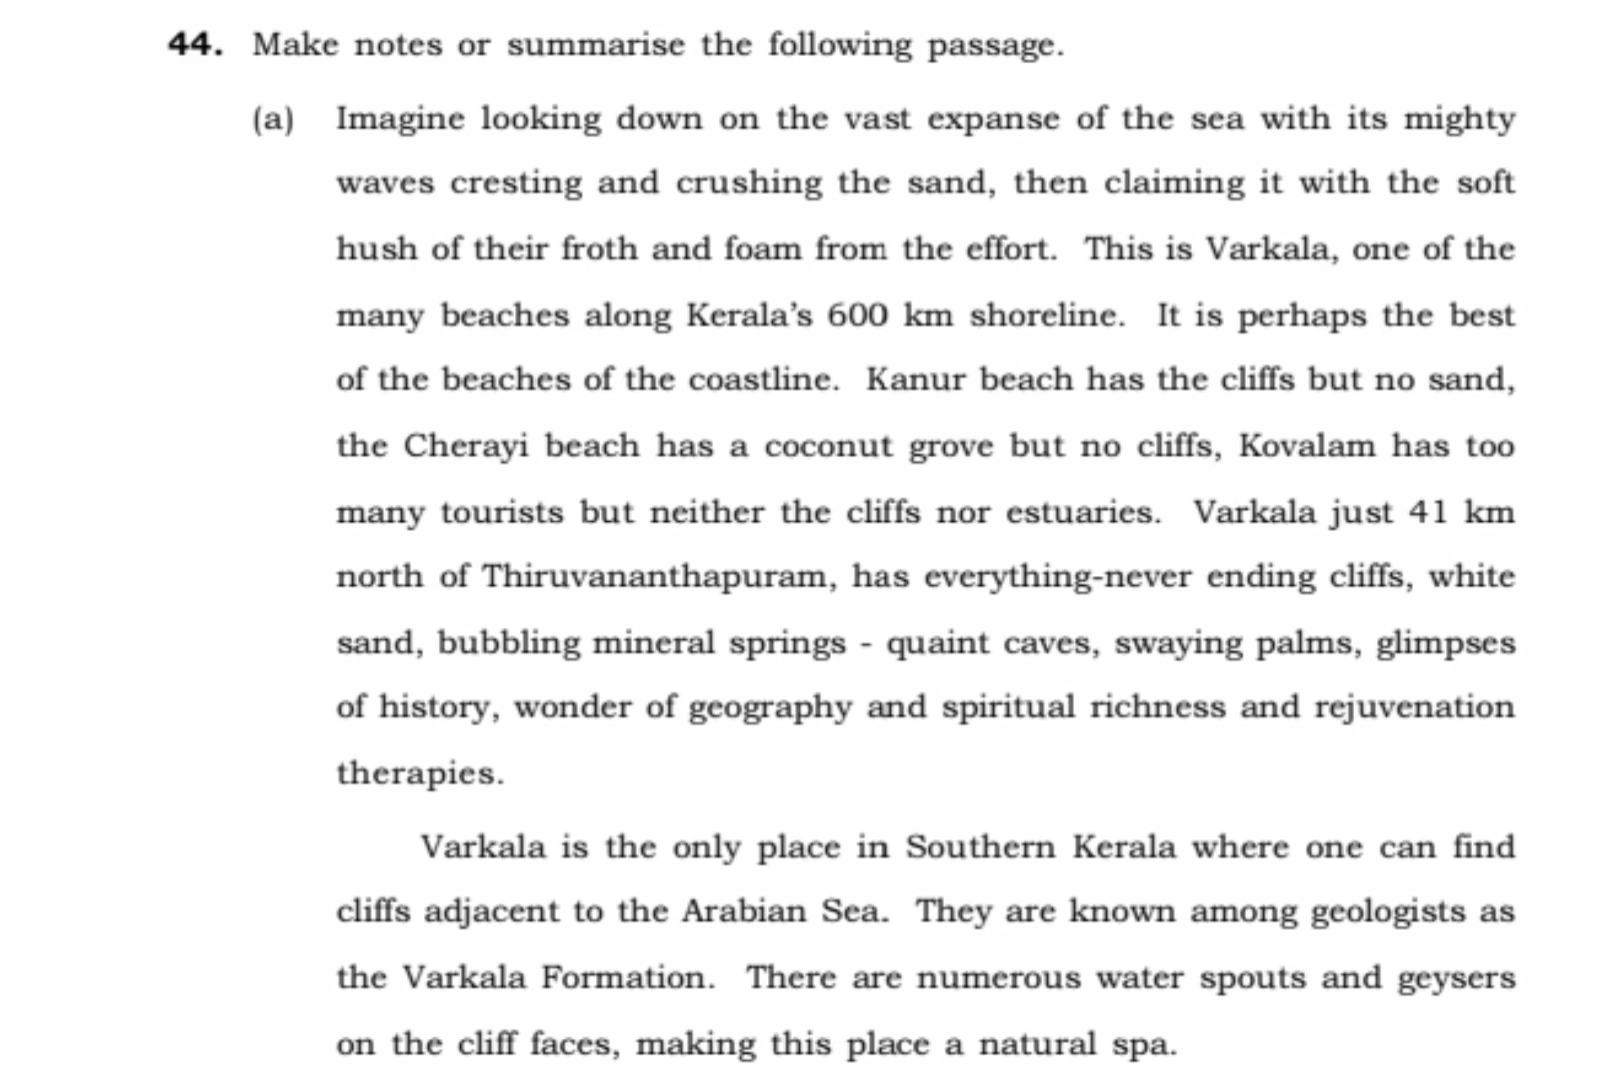 44. Make notes or summarise the following passage.
(a) Imagine looking down on the vast expanse of the sea with its mighty
waves cresting and crushing the sand, then claiming it with the soft
hush of their froth and foam from the effort. This is Varkala, one of the
many beaches along Kerala's 600 km shoreline. It is perhaps the best
of the beaches of the coastline. Kanur beach has the cliffs but no sand,
the Cherayi beach has a coconut grove but no cliffs, Kovalam has too
many tourists but neither the cliffs nor estuaries. Varkala just 41 km
north of Thiruvananthapuram, has everything-never ending cliffs, white
sand, bubbling mineral springs - quaint caves, swaying palms, glimpses
of history, wonder of geography and spiritual richness and rejuvenation
therapies.
Varkala is the only place in Southern Kerala where one can find
cliffs adjacent to the Arabian Sea. They are known among geologists as
the Varkala Formation. There are numerous water spouts and geysers
on the cliff faces, making this place a natural spa.